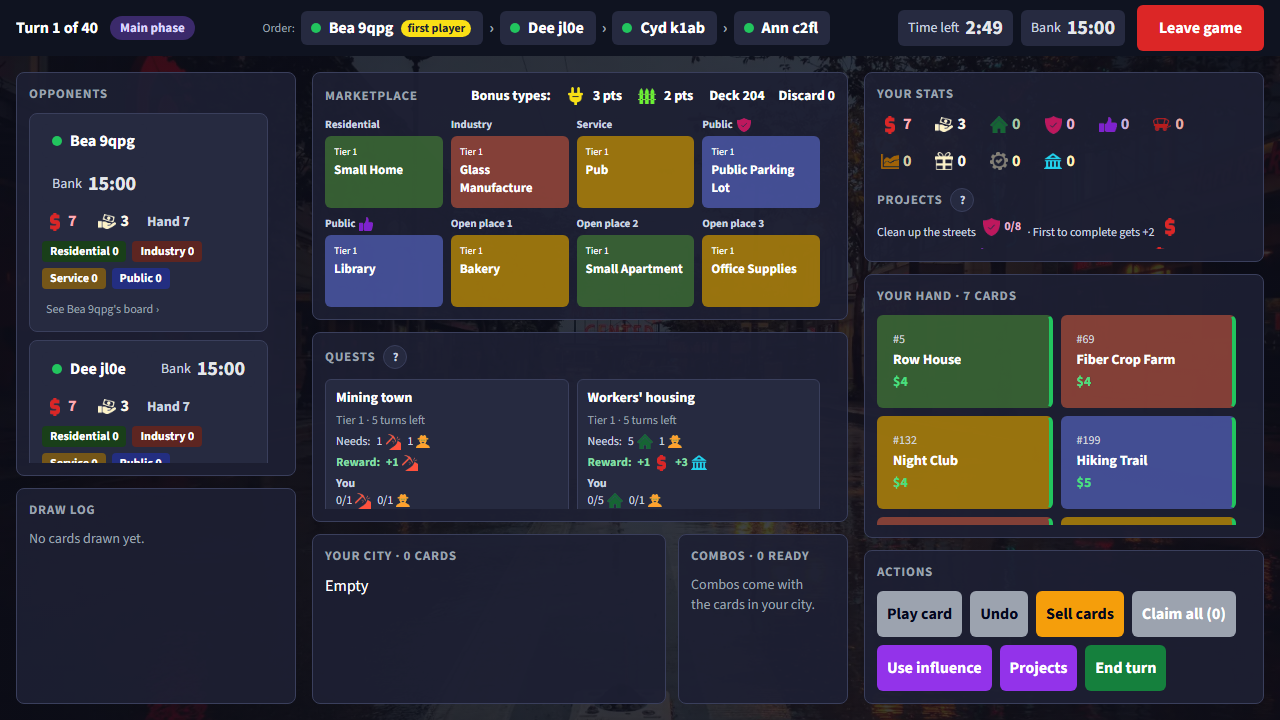 Turn 1 of 40 Main phase Order: Bea 9qpg first player › Dee jl0e › Cyd k1ab › Ann c2fl Time left 2:49 Bank 15:00 Leave game
OPPONENTS
Bea 9qpg
Bank 15:00
7 3 Hand 7
Residential 0 Industry 0
Service 0 Public 0
See Bea 9qpg's board ›
Dee jl0e Bank 15:00
7 3 Hand 7
Residential 0 Industry 0
Service 0 Public 0
DRAW LOG
No cards drawn yet.
MARKETPLACE Bonus types: 3 pts 2 pts Deck 204 Discard 0
Residential Industry Service Public
Tier 1
Small Home
Tier 1
Glass
Manufacture
Tier 1
Pub
Tier 1
Public Parking
Lot
Public Open place 1 Open place 2 Open place 3
Tier 1
Library
Tier 1
Bakery
Tier 1
Small Apartment
Tier 1
Office Supplies
QUESTS ?
Mining town
Tier 1 · 5 turns left
Needs: 1 1
Reward: +1
You
0/1 0/1
Workers' housing
Tier 1 · 5 turns left
Needs: 5 1
Reward: +1 +3
You
0/5 0/1
YOUR CITY · 0 CARDS
Empty
COMBOS · 0 READY
Combos come with
the cards in your city.
YOUR STATS
7 3 0 0 0 0
0 0 0 0
PROJECTS ?
Clean up the streets 0/8 · First to complete gets +2
YOUR HAND · 7 CARDS
#5
Row House
$4
#69
Fiber Crop Farm
$4
#132
Night Club
$4
#199
Hiking Trail
$5
ACTIONS
Play card Undo Sell cards Claim all (0)
Use influence Projects End turn